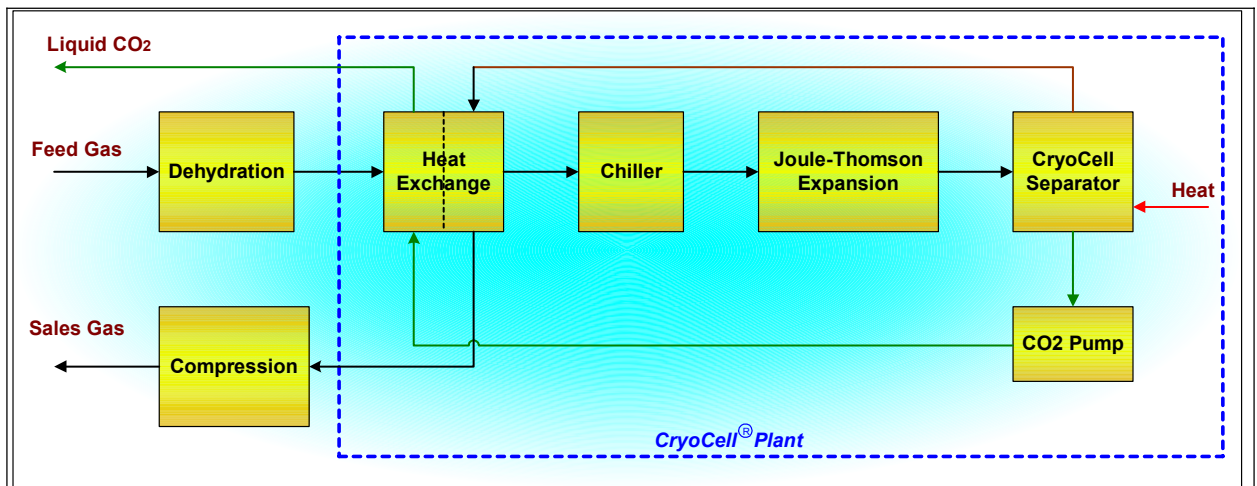 Liquid CO2
Feed Gas
Dehydration
Heat
Exchange
Chiller
Joule-Thomson
Expansion
CryoCell
Separator
Heat
Sales Gas
Compression
CO2 Pump
CryoCell® Plant